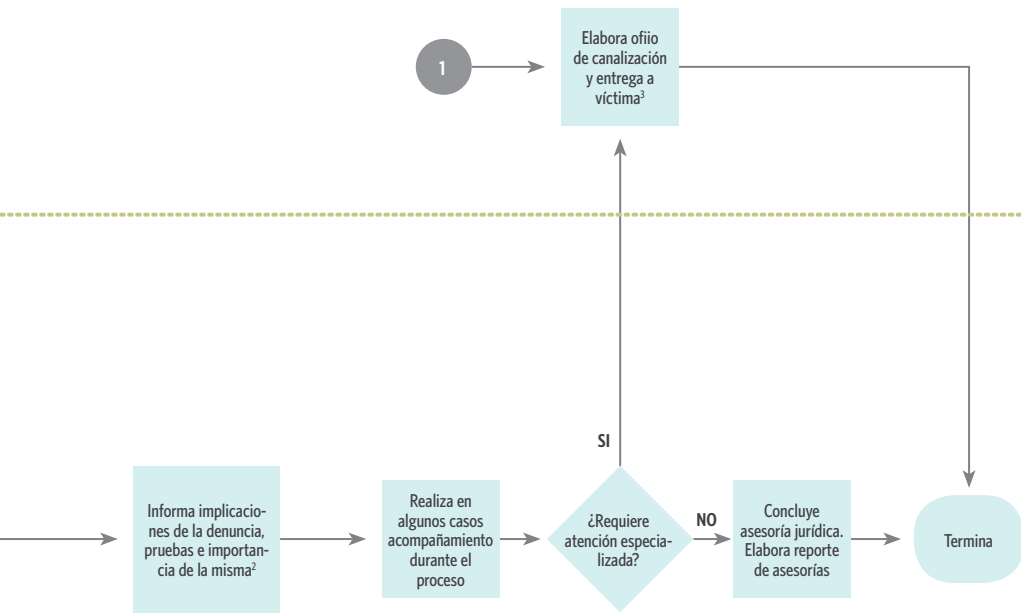 1
Elabora ofiio
de canalización
y entrega a
víctima³
SI
Informa implicacio-
nes de la denuncia,
pruebas e importan-
cia de la misma²
Realiza en
algunos casos
acompañamiento
durante el
proceso
¿Requiere
atención especia-
lizada?
NO
Concluye
asesoría jurídica.
Elabora reporte
de asesorías
Termina